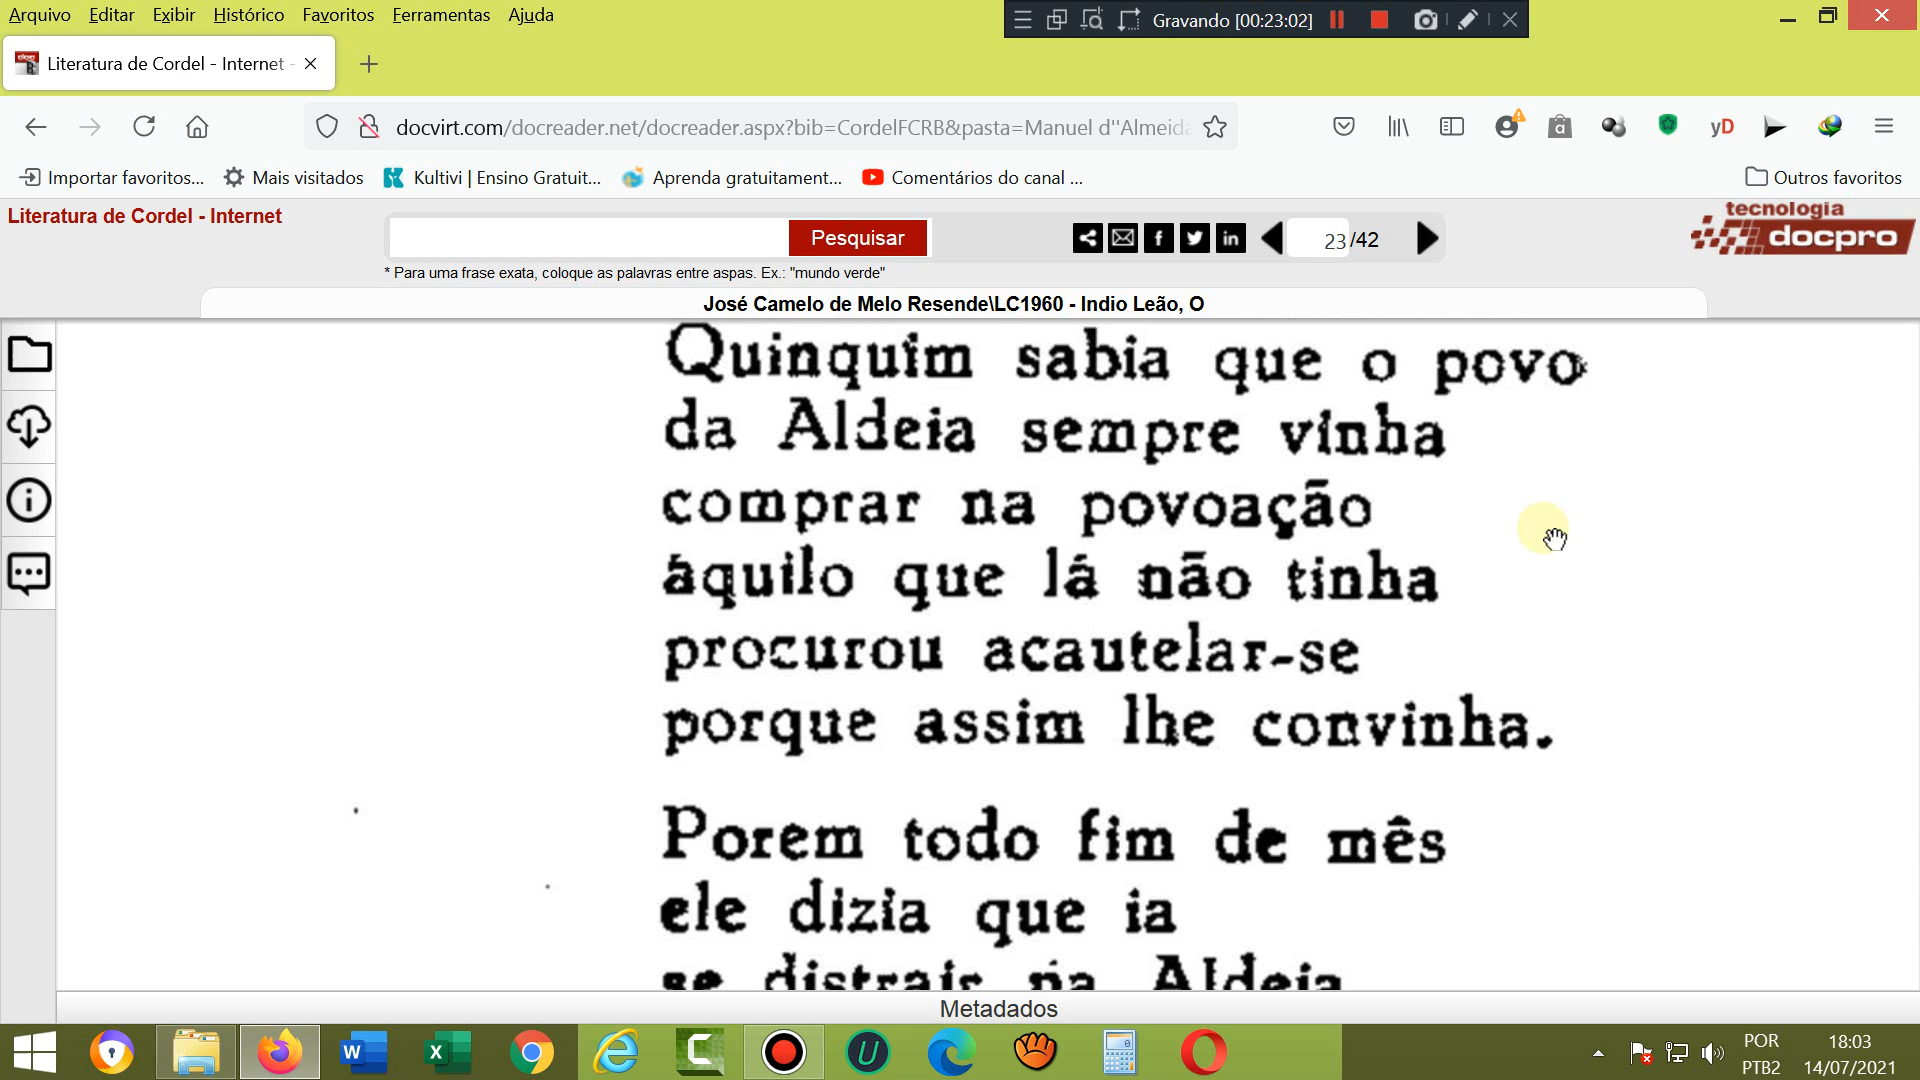 Arquivo Editar Exibir Histórico Favoritos Ferramentas Ajuda
Gravando [00:23:02]
Literatura de Cordel - Internet -
docvirt.com/docreader.net/docreader.aspx?bib=CordelFCRB&pasta=Manuel d''Almeida
Importar favoritos... Mais visitados Kultivi | Ensino Gratuit... Aprenda gratuitament... Comentários do canal ... Outros favoritos
Literatura de Cordel - Internet
Pesquisar
23 /42
tecnologia
docpro
* Para uma frase exata, coloque as palavras entre aspas. Ex.: "mundo verde"
José Camelo de Melo Resende\LC1960 - Indio Leão, O
Quinquim sabia que o povo
da Aldeia sempre vinha
comprar na povoação
aquilo que lá não tinha
procurou acautelar-se
porque assim lhe convinha.
Porem todo fim de mês
ele dizia que ia
se distrair na Aldeia
Metadados
POR
PTB2
18:03
14/07/2021